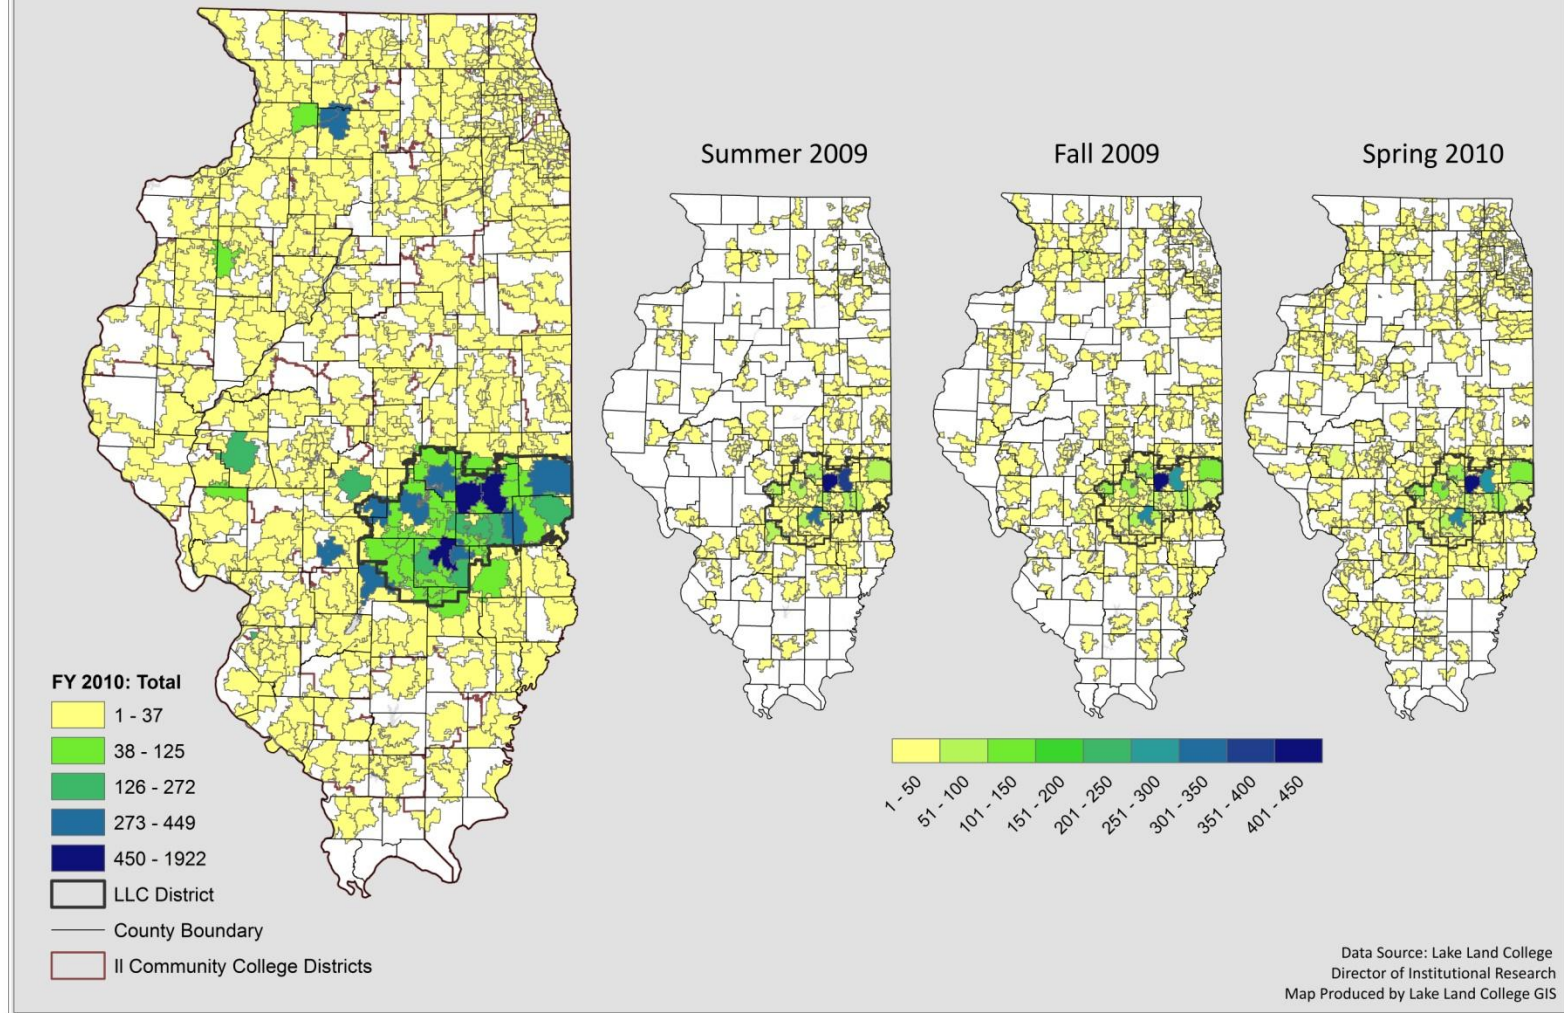 Summer 2009
Fall 2009
Spring 2010
FY 2010: Total
1 - 37
38 - 125
126 - 272
273 - 449
450 - 1922
LLC District
County Boundary
Il Community College Districts
1 - 50
51 - 100
101 - 150
151 - 200
201 - 250
251 - 300
301 - 350
351 - 400
401 - 450
Data Source: Lake Land College
Director of Institutional Research
Map Produced by Lake Land College GIS